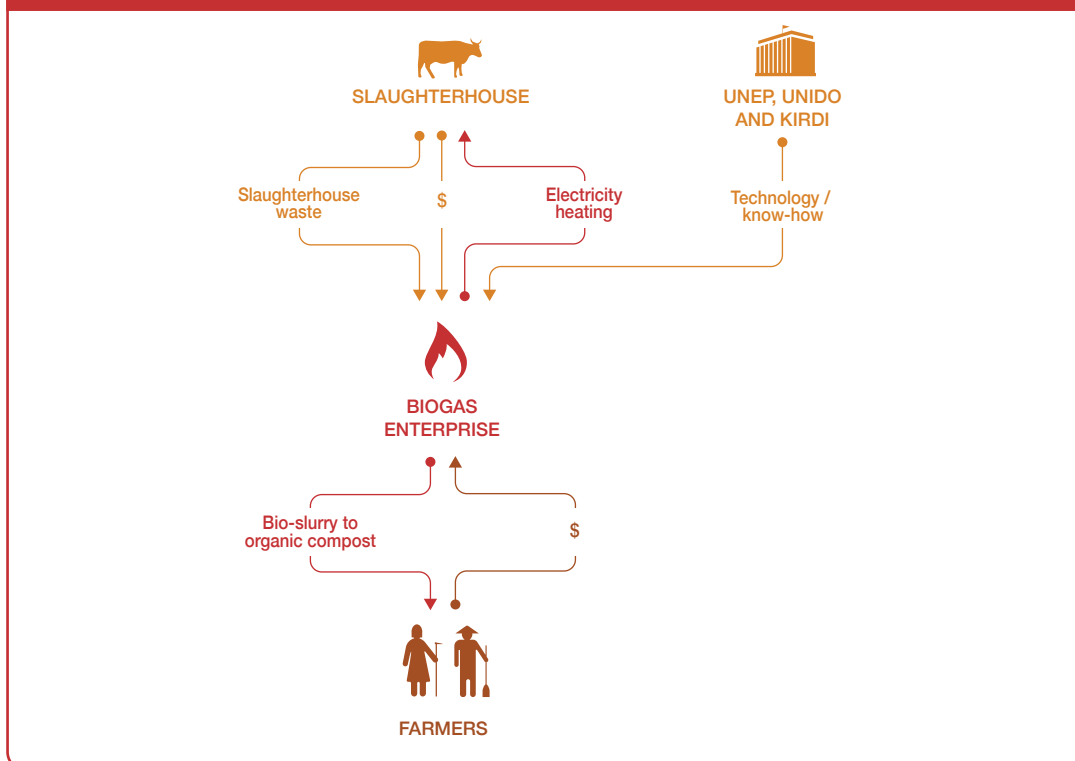 SLAUGHTERHOUSE
UNEP, UNIDO
AND KIRDI
Slaughterhouse
waste
$
Electricity
heating
Technology /
know-how
BIOGAS
ENTERPRISE
Bio-slurry to
organic compost
$
FARMERS